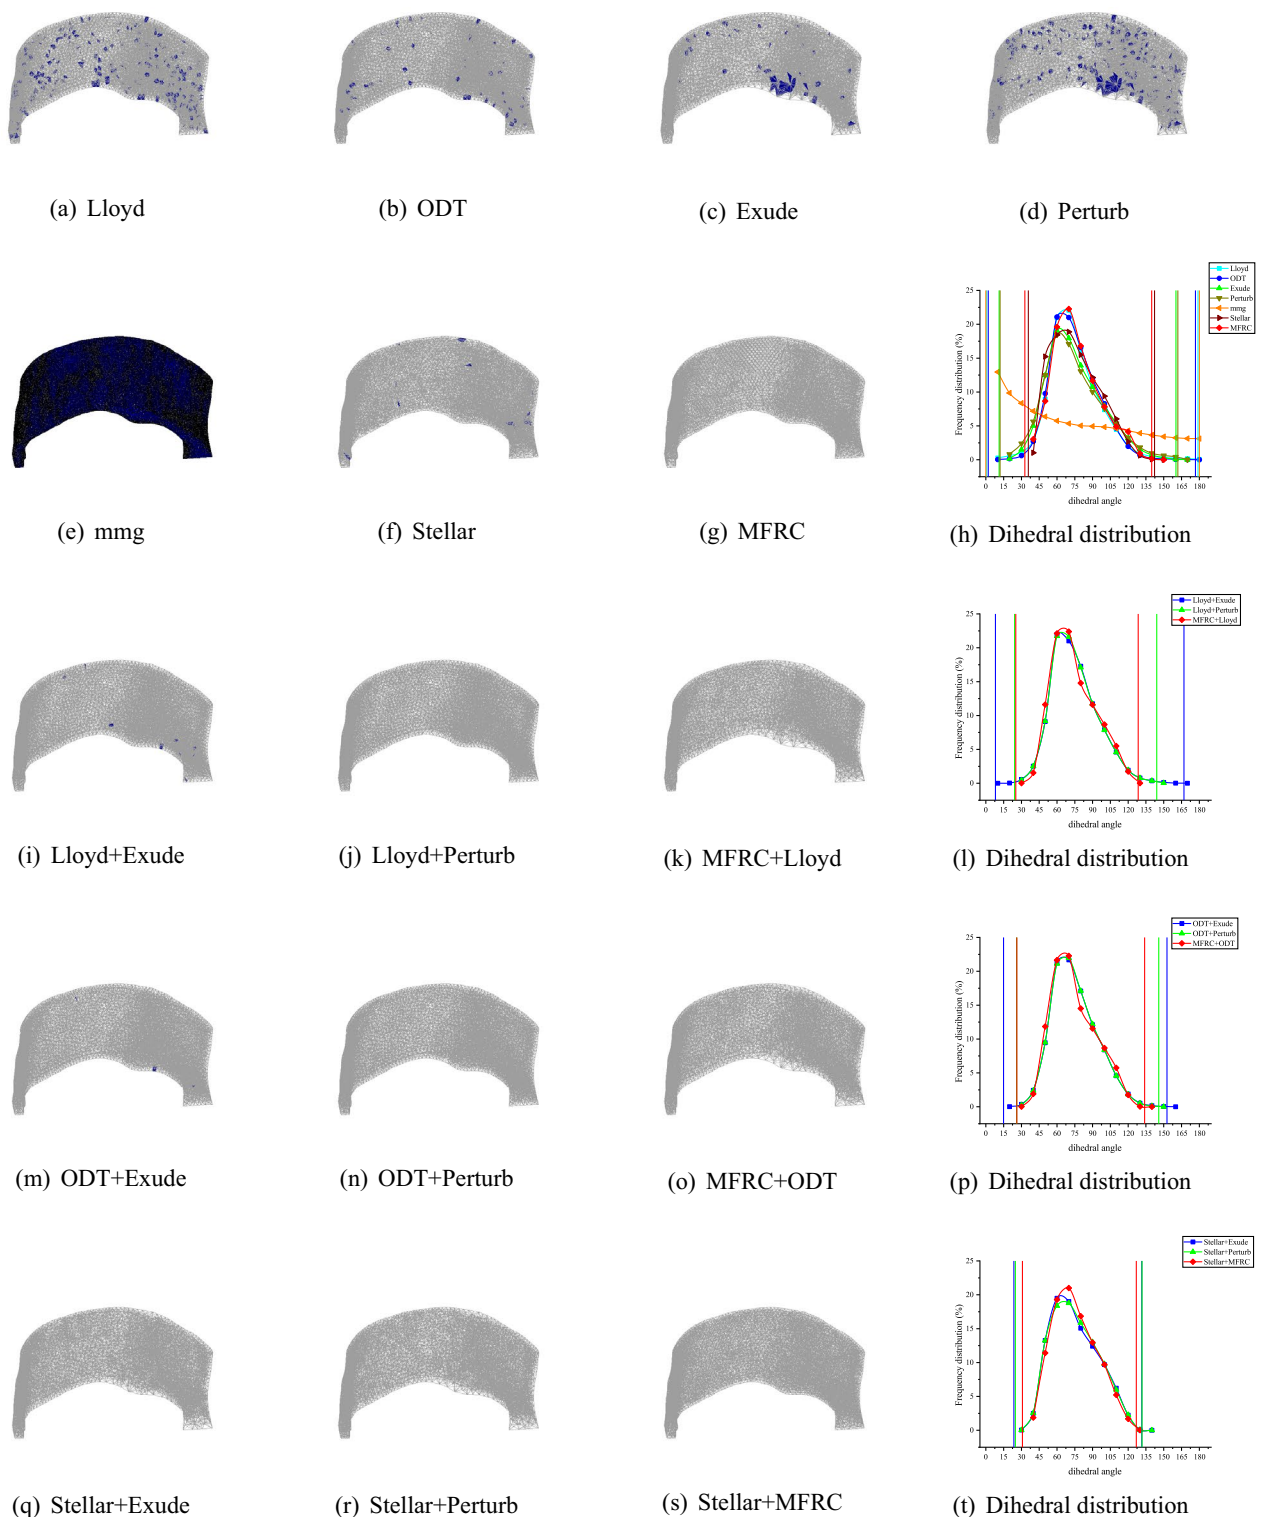 (a) Lloyd
(b) ODT
(c) Exude
(d) Perturb
Lloyd
ODT
Exude
Perturb
mmg
Stellar
MFRC
Frequency distribution (%)
25
20
15
10
5
0
0 15 30 45 60 75 90 105 120 135 150 165 180
dihedral angle
(e) mmg
(f) Stellar
(g) MFRC
(h) Dihedral distribution
Lloyd+Exude
Lloyd+Perturb
MFRC+Lloyd
Frequency distribution (%)
25
20
15
10
5
0
0 15 30 45 60 75 90 105 120 135 150 165 180
dihedral angle
(i) Lloyd+Exude
(j) Lloyd+Perturb
(k) MFRC+Lloyd
(l) Dihedral distribution
ODT+Exude
ODT+Perturb
MFRC+ODT
Frequency distribution (%)
25
20
15
10
5
0
0 15 30 45 60 75 90 105 120 135 150 165 180
dihedral angle
(m) ODT+Exude
(n) ODT+Perturb
(o) MFRC+ODT
(p) Dihedral distribution
Stellar+Exude
Stellar+Perturb
Stellar+MFRC
Frequency distribution (%)
25
20
15
10
5
0
0 15 30 45 60 75 90 105 120 135 150 165 180
dihedral angle
(q) Stellar+Exude
(r) Stellar+Perturb
(s) Stellar+MFRC
(t) Dihedral distribution